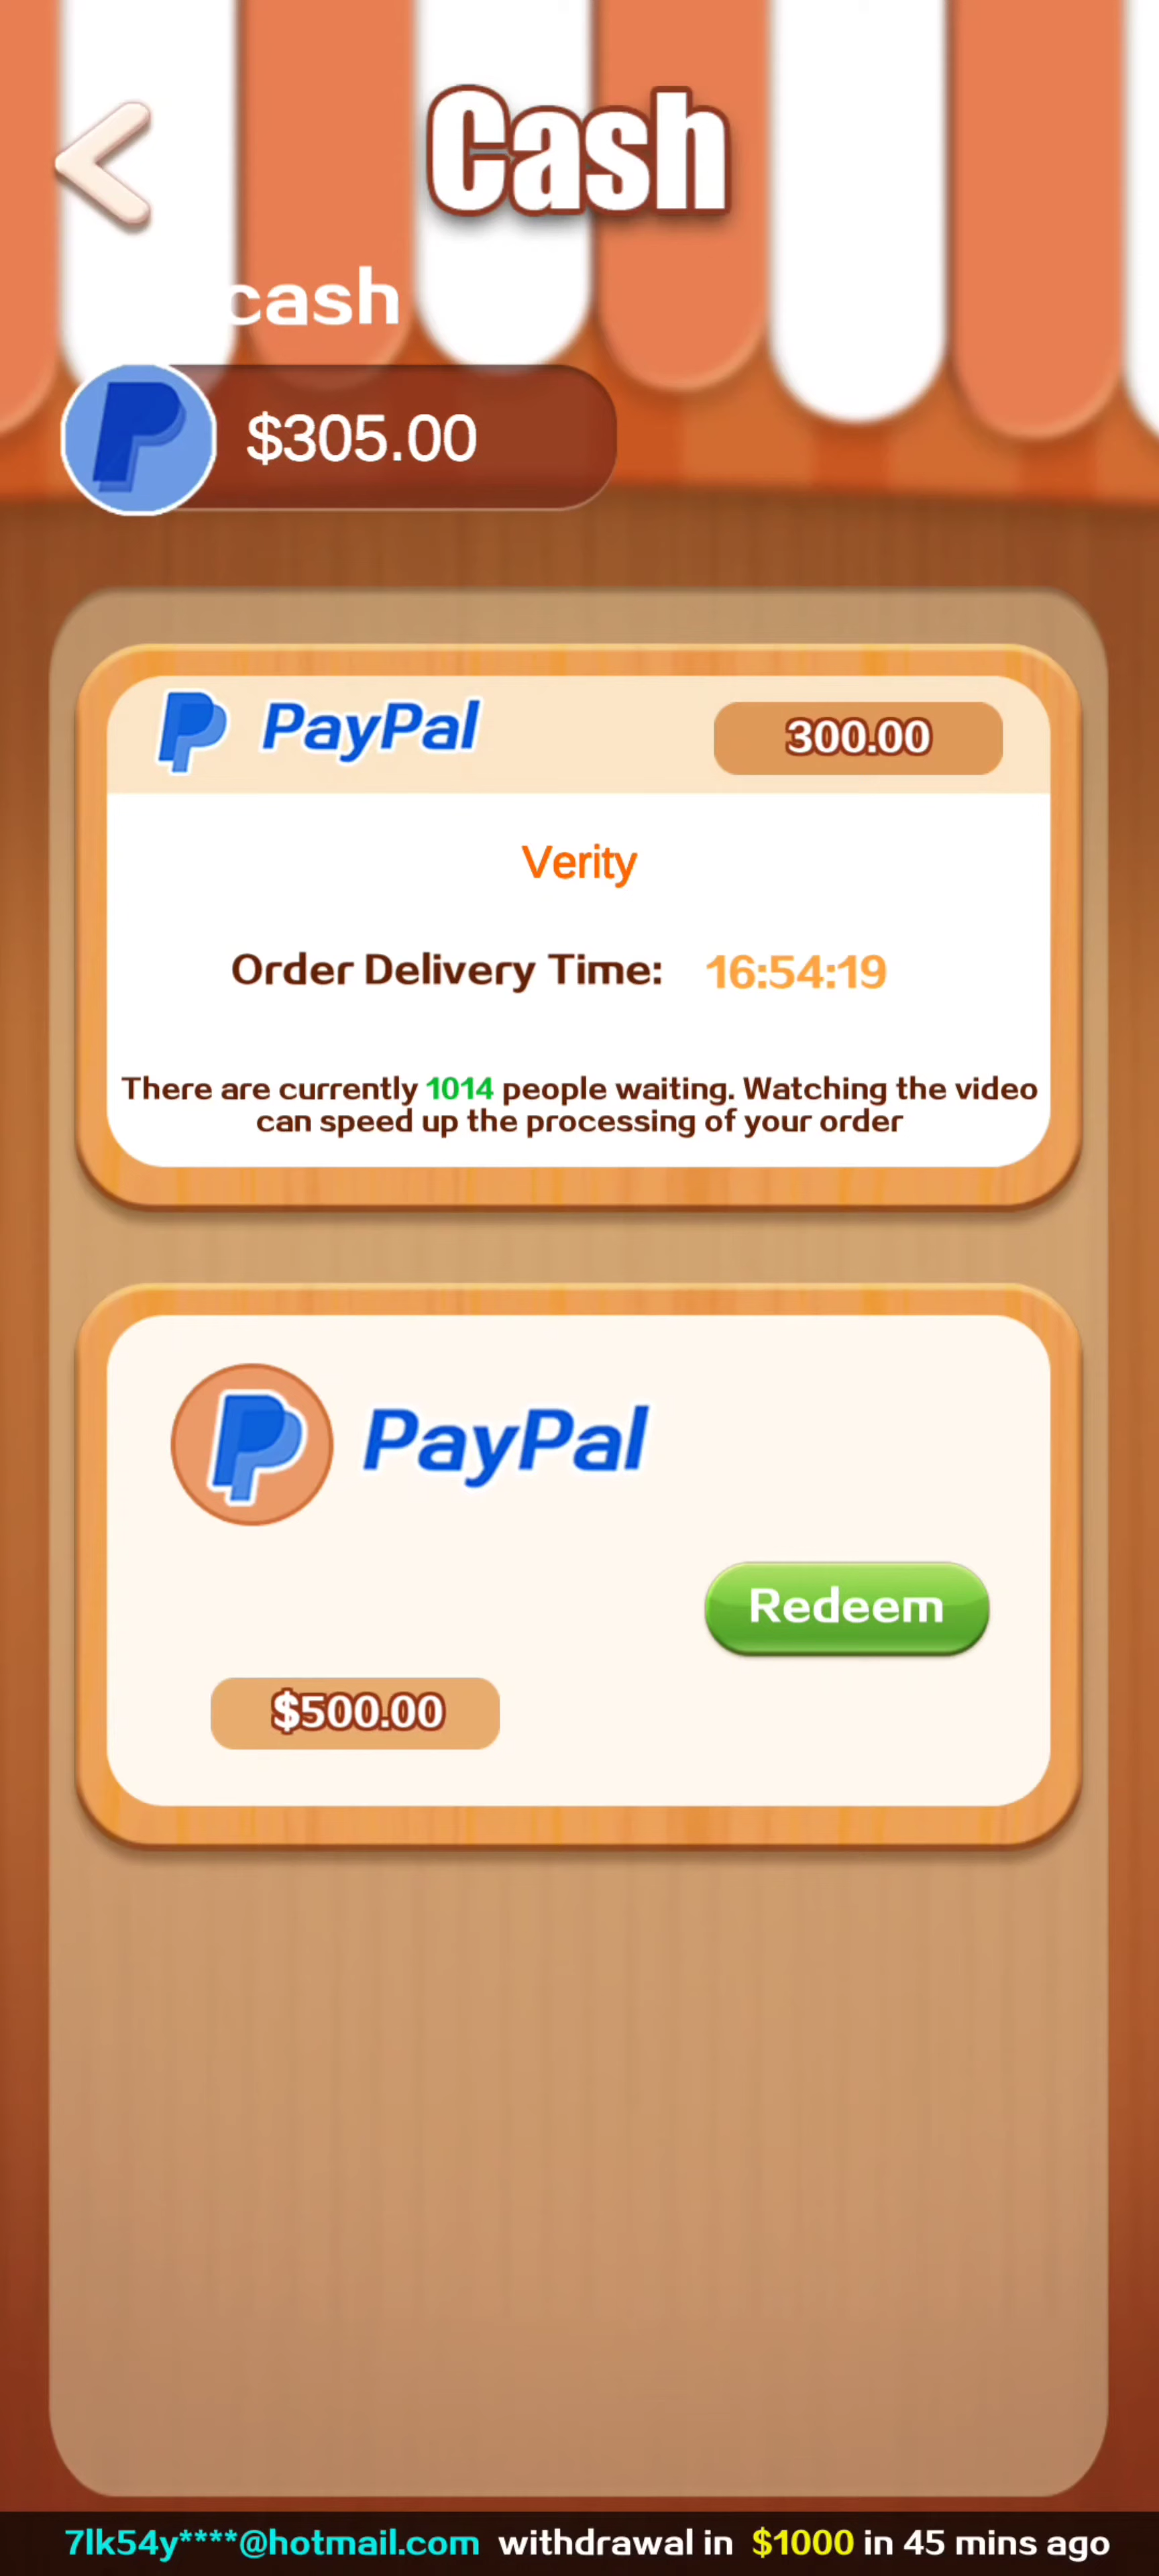 Cash
cash
$305.00
PayPal
300.00
Verity
Order Delivery Time: 16:54:19
There are currently 1014 people waiting. Watching the video
can speed up the processing of your order
PayPal
Redeem
$500.00
7lk54y****@hotmail.com withdrawal in $1000 in 45 mins ago